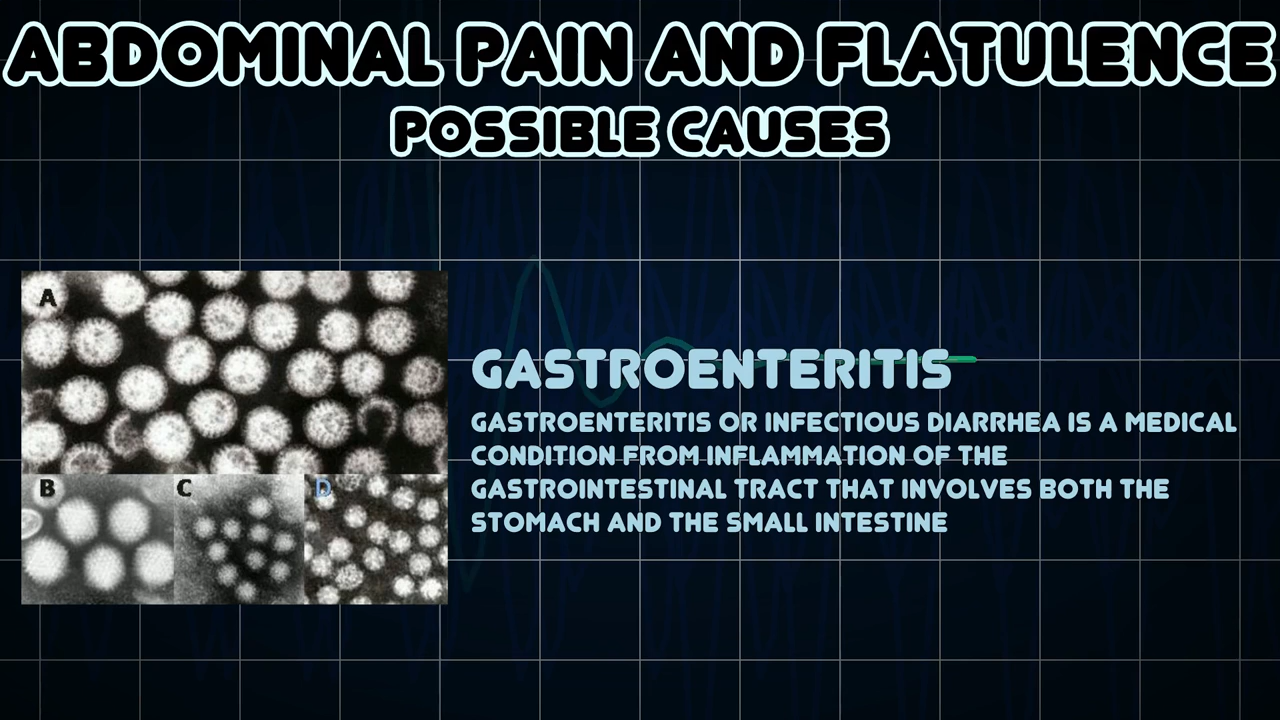 ABDOMINAL PAIN AND FLATULENCE
POSSIBLE CAUSES
A
B
C
D
GASTROENTERITIS
GASTROENTERITIS OR INFECTIOUS DIARRHEA IS A MEDICAL
CONDITION FROM INFLAMMATION OF THE
GASTROINTESTINAL TRACT THAT INVOLVES BOTH THE
STOMACH AND THE SMALL INTESTINE